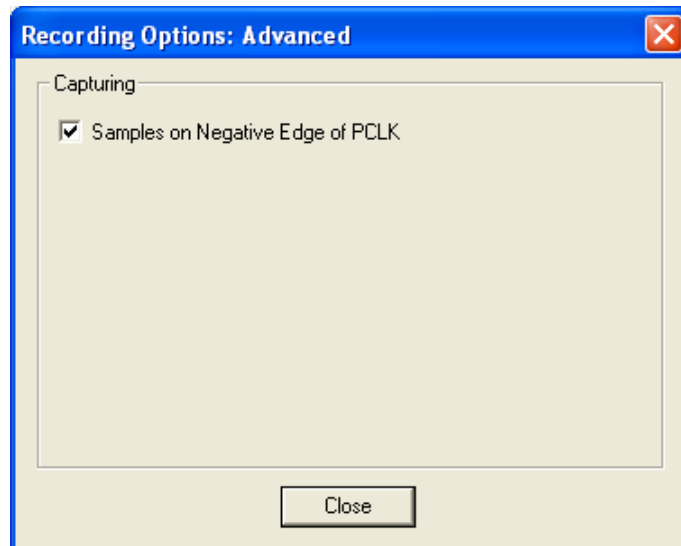 Recording Options: Advanced
Capturing
Samples on Negative Edge of PCLK
Close